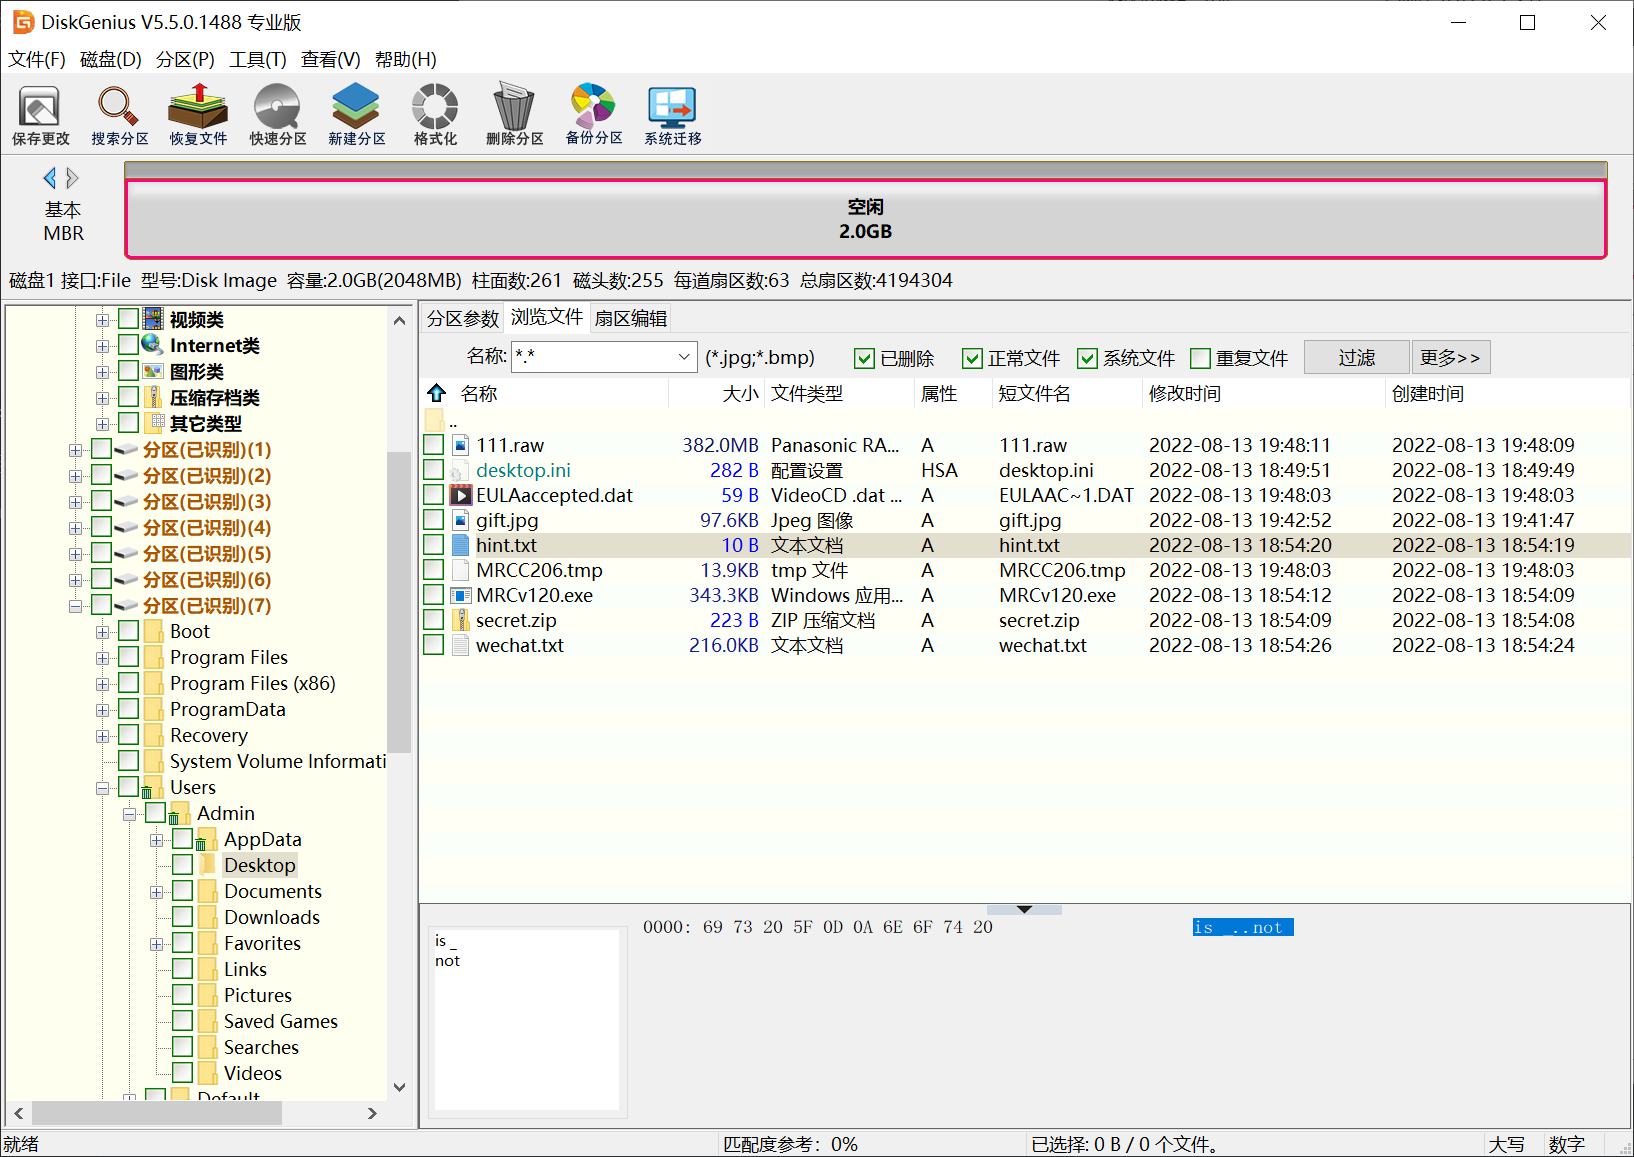 DiskGenius V5.5.0.1488 专业版
文件(F) 磁盘(D) 分区(P) 工具(T) 查看(V) 帮助(H)
保存更改 搜索分区 恢复文件 快速分区 新建分区 格式化 删除分区 备份分区 系统迁移
基本
MBR
空闲
2.0GB
磁盘1 接口:File 型号:Disk Image 容量:2.0GB(2048MB) 柱面数:261 磁头数:255 每道扇区数:63 总扇区数:4194304
视频类
Internet类
图形类
压缩存档类
其它类型
分区(已识别)(1)
分区(已识别)(2)
分区(已识别)(3)
分区(已识别)(4)
分区(已识别)(5)
分区(已识别)(6)
分区(已识别)(7)
Boot
Program Files
Program Files (x86)
ProgramData
Recovery
System Volume Informati
Users
Admin
AppData
Desktop
Documents
Downloads
Favorites
Links
Pictures
Saved Games
Searches
Videos
Default
分区参数 浏览文件 扇区编辑
名称: *.* (*.jpg;*.bmp) 已删除 正常文件 系统文件 重复文件 过滤 更多>>
名称 大小 文件类型 属性 短文件名 修改时间 创建时间
..
111.raw 382.0MB Panasonic RA... A 111.raw 2022-08-13 19:48:11 2022-08-13 19:48:09
desktop.ini 282 B 配置设置 HSA desktop.ini 2022-08-13 18:49:51 2022-08-13 18:49:49
EULAaccepted.dat 59 B VideoCD .dat ... A EULAAC~1.DAT 2022-08-13 19:48:03 2022-08-13 19:48:03
gift.jpg 97.6KB Jpeg 图像 A gift.jpg 2022-08-13 19:42:52 2022-08-13 19:41:47
hint.txt 10 B 文本文档 A hint.txt 2022-08-13 18:54:20 2022-08-13 18:54:19
MRCC206.tmp 13.9KB tmp 文件 A MRCC206.tmp 2022-08-13 19:48:03 2022-08-13 19:48:03
MRCv120.exe 343.3KB Windows 应用... A MRCv120.exe 2022-08-13 18:54:12 2022-08-13 18:54:09
secret.zip 223 B ZIP 压缩文档 A secret.zip 2022-08-13 18:54:09 2022-08-13 18:54:08
wechat.txt 216.0KB 文本文档 A wechat.txt 2022-08-13 18:54:26 2022-08-13 18:54:24
is _
not
0000: 69 73 20 5F 0D 0A 6E 6F 74 20 is _..not
就绪 匹配度参考：0% 已选择: 0 B / 0 个文件。 大写 数字